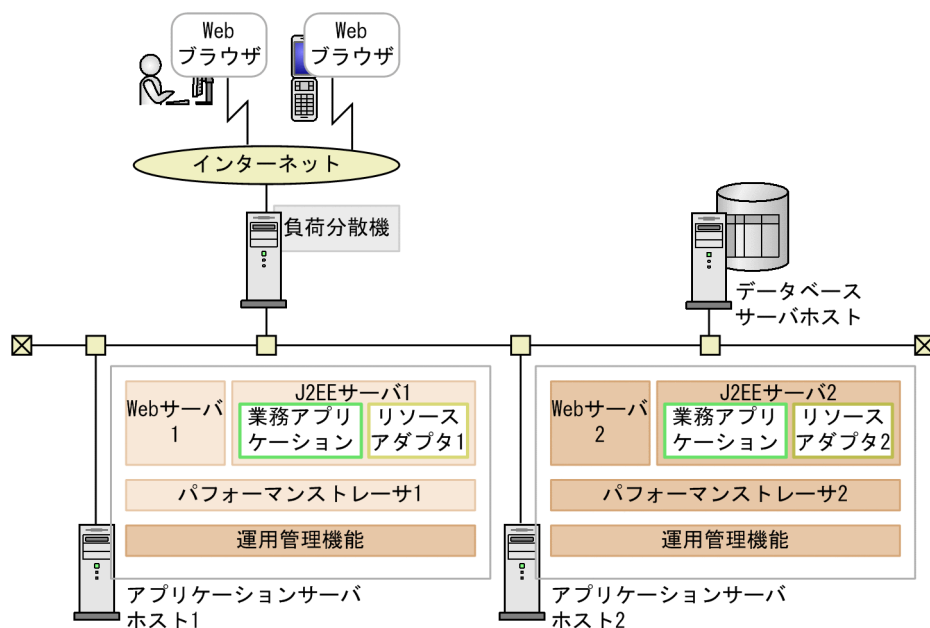 Web
ブラウザ
Web
ブラウザ
インターネット
負荷分散機
データベース
サーバホスト
Webサーバ
1
J2EEサーバ1
業務アプリ
ケーション
リソース
アダプタ1
パフォーマンストレーサ1
運用管理機能
アプリケーションサーバ
ホスト1
Webサーバ
2
J2EEサーバ2
業務アプリ
ケーション
リソース
アダプタ2
パフォーマンストレーサ2
運用管理機能
アプリケーションサーバ
ホスト2